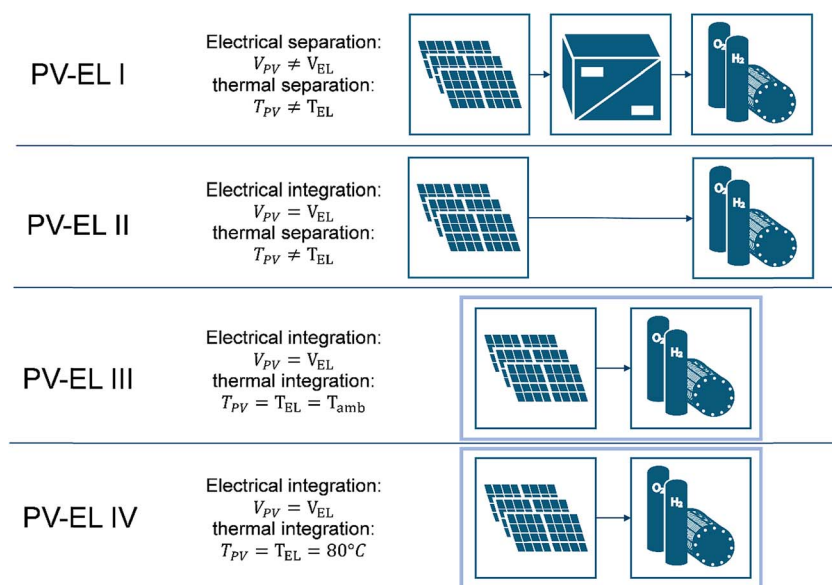 PV-EL I
Electrical separation:
V_PV ≠ V_EL
thermal separation:
T_PV ≠ T_EL
O₂
H₂
PV-EL II
Electrical integration:
V_PV = V_EL
thermal separation:
T_PV ≠ T_EL
O₂
H₂
PV-EL III
Electrical integration:
V_PV = V_EL
thermal integration:
T_PV = T_EL = T_amb
O₂
H₂
PV-EL IV
Electrical integration:
V_PV = V_EL
thermal integration:
T_PV = T_EL = 80°C
O₂
H₂